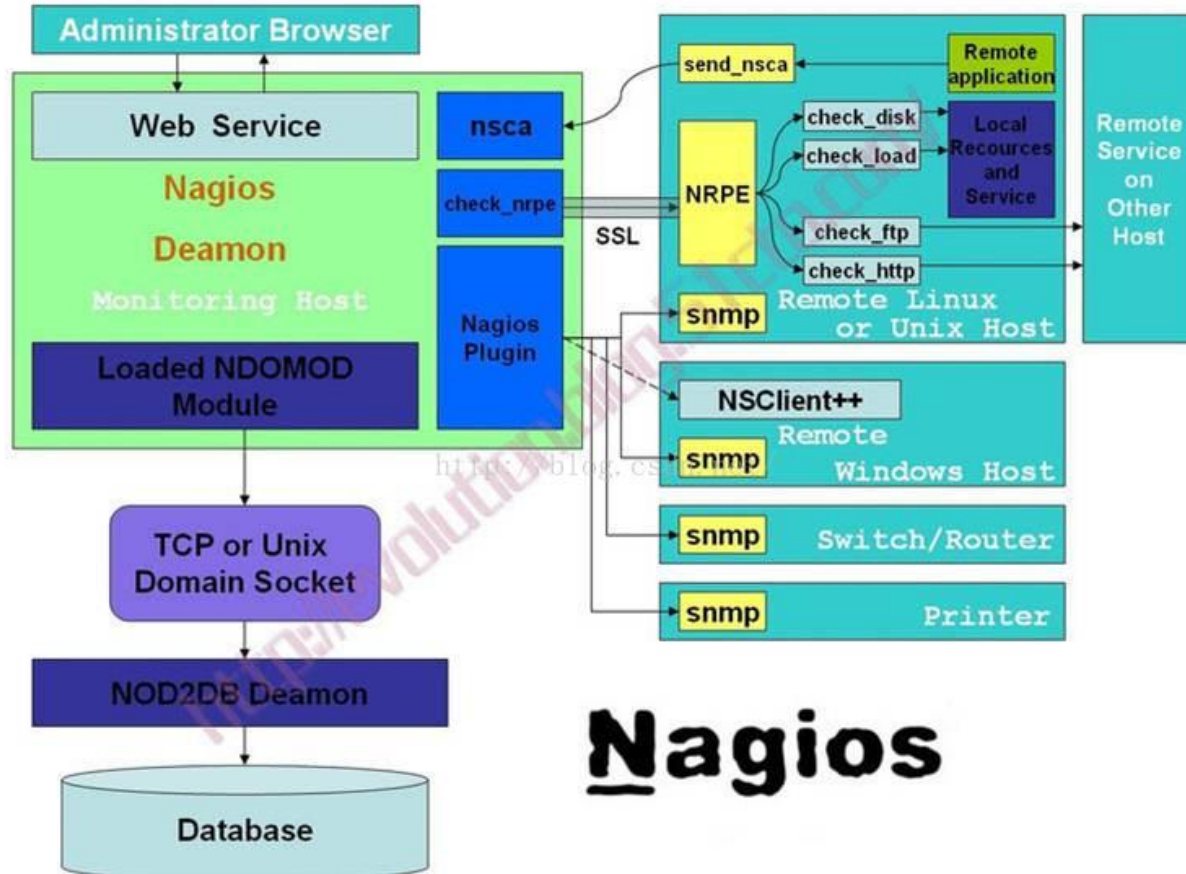 Administrator Browser
Web Service
Nagios
Deamon
Monitoring Host
Loaded NDOMOD
Module
nsca
check_nrpe
Nagios
Plugin
SSL
send_nsca
Remote
application
NRPE
check_disk
check_load
check_ftp
check_http
Local
Recources
and
Service
snmp
Remote Linux
or Unix Host
Remote
Service
on
Other
Host
NSClient++
snmp
Remote
Windows Host
snmp
Switch/Router
snmp
Printer
TCP or Unix
Domain Socket
NOD2DB Deamon
Database
Nagios